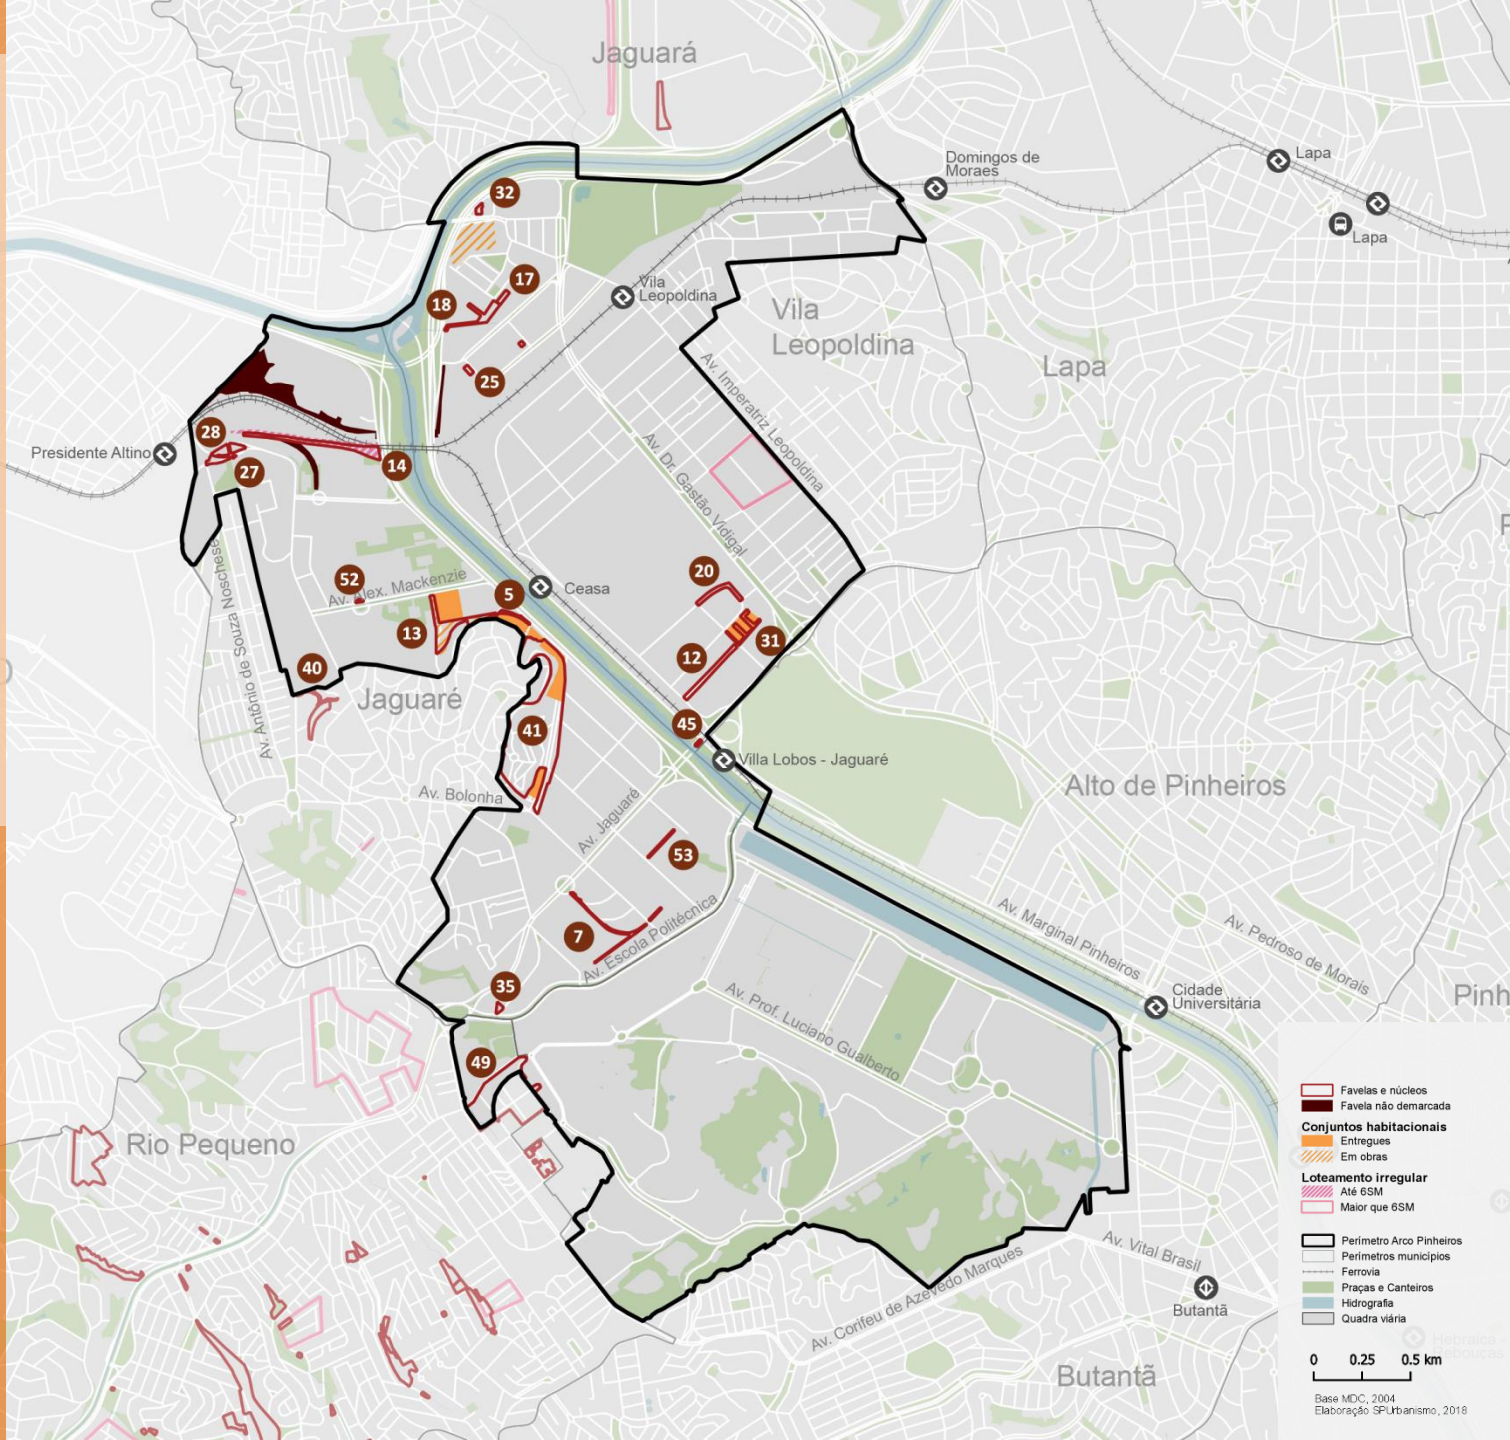 Jaguará
Domingos de
Moraes
Lapa
Lapa
32
17
18
Vila
Leopoldina
Vila
Leopoldina
25
Lapa
Av. Imperatriz Leopoldina
28
Presidente Altino
27
14
Av. Dr. Gastão Vidigal
52
Av. Alex. Mackenzie
5
Ceasa
20
13
31
12
Av. Antônio de Souza Noschese
40
Jaguaré
41
45
Villa Lobos - Jaguaré
Alto de Pinheiros
Av. Bolonha
Av. Jaguaré
53
7
Av. Escola Politécnica
Av. Marginal Pinheiros
Av. Pedroso de Morais
35
Cidade
Universitária
Pinh
Av. Prof. Luciano Gualberto
49
Rio Pequeno
Av. Vital Brasil
Av. Corifeu de Azevedo Marques
Butantã
Butantã
Favelas e núcleos
Favela não demarcada
Conjuntos habitacionais
Entregues
Em obras
Loteamento irregular
Até 6SM
Maior que 6SM
Perímetro Arco Pinheiros
Perímetros municípios
Ferrovia
Praças e Canteiros
Hidrografia
Quadra viária
Hebraica
Rebouças
0 0.25 0.5 km
Base MDC, 2004
Elaboração SPUrbanismo, 2018